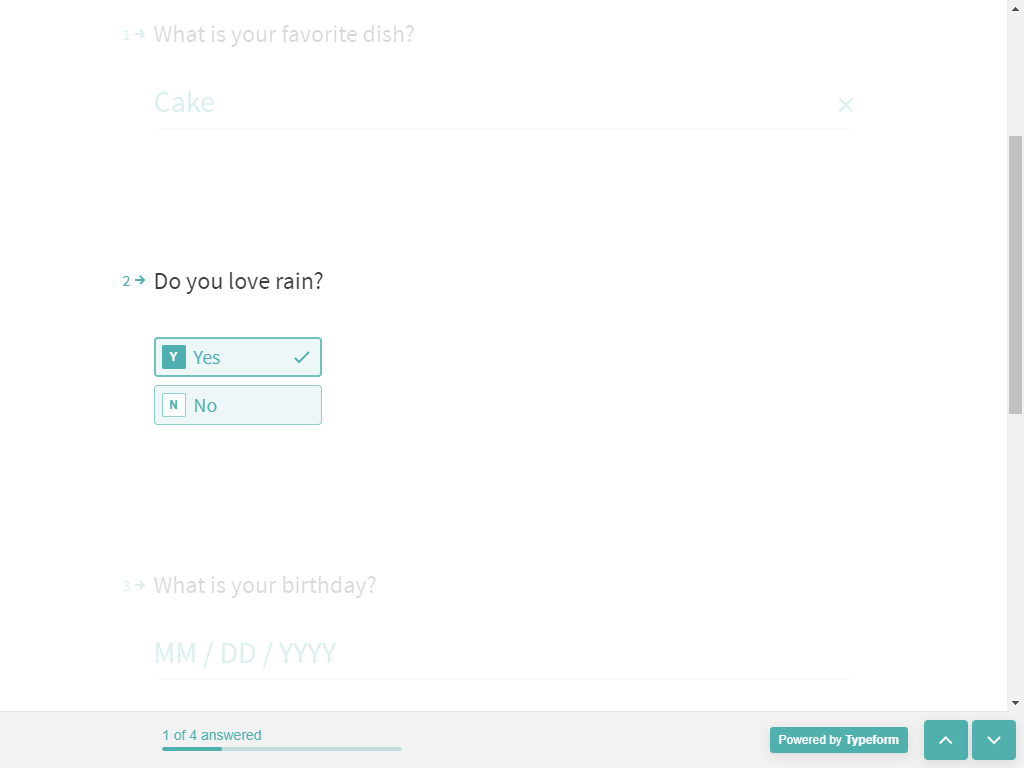 1 What is your favorite dish?
Cake
2 Do you love rain?
Y Yes
N No
3 What is your birthday?
MM / DD / YYYY
1 of 4 answered
Powered by Typeform